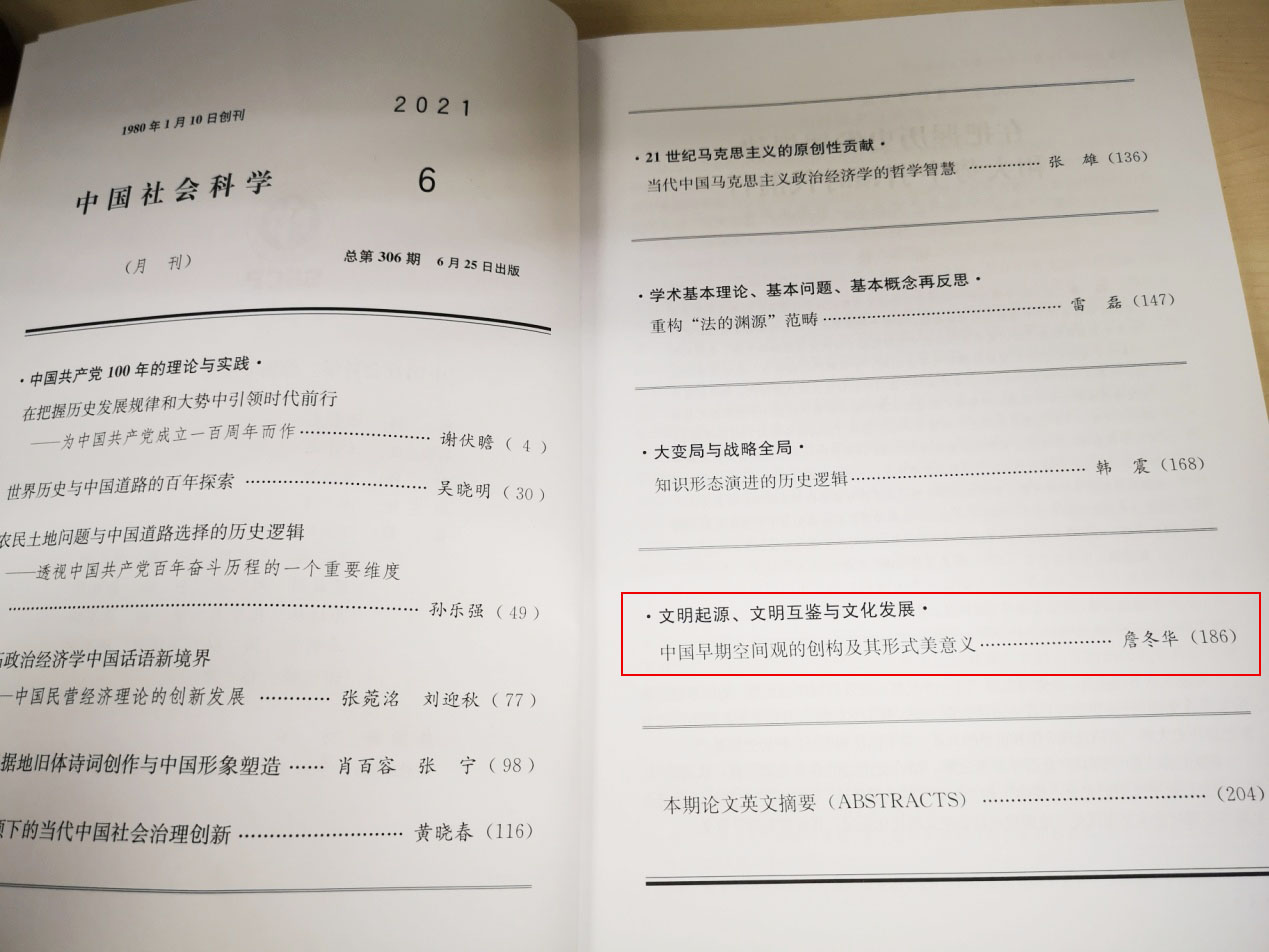 1980年1月10日创刊
2021
中国社会科学
6
（月　刊）
总第306期　6月25日出版
·中国共产党100年的理论与实践·
在把握历史发展规律和大势中引领时代前行
——为中国共产党成立一百周年而作……………………谢伏瞻（4）
世界历史与中国道路的百年探索……………………吴晓明（30）
农民土地问题与中国道路选择的历史逻辑
——透视中国共产党百年奋斗历程的一个重要维度
……………………孙乐强（49）
政治经济学中国话语新境界
—中国民营经济理论的创新发展…………张菀洺　刘迎秋（77）
据地旧体诗词创作与中国形象塑造……肖百容　张　宁（98）
下的当代中国社会治理创新……………………黄晓春（116）
·21世纪马克思主义的原创性贡献·
当代中国马克思主义政治经济学的哲学智慧……………张　雄（136）
·学术基本理论、基本问题、基本概念再反思·
重构“法的渊源”范畴……………………雷　磊（147）
·大变局与战略全局·
知识形态演进的历史逻辑……………………韩　震（168）
·文明起源、文明互鉴与文化发展·
中国早期空间观的创构及其形式美意义……………………詹冬华（186）
本期论文英文摘要（ABSTRACTS）……………………（204）